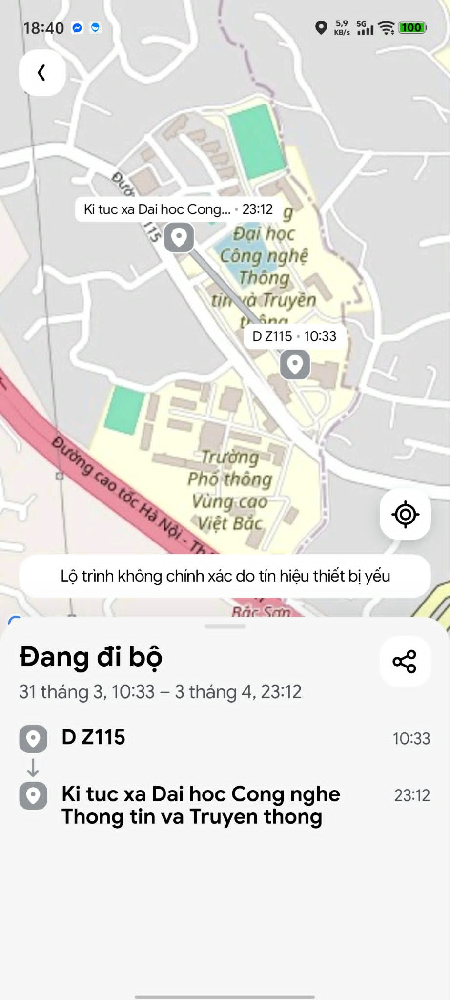 18:40
5,9
KB/s
5G
100
Đườ
115
Ki tuc xa Dai hoc Cong... • 23:12
g
Đại học
Công nghệ
Thông
tin và Truyền
thông
D Z115 • 10:33
Trường
Phổ thông
Vùng cao
Việt Bắc
Đường cao tốc Hà Nội - Thá
Lộ trình không chính xác do tín hiệu thiết bị yếu
Bắc Sơn
Đang đi bộ
31 tháng 3, 10:33 – 3 tháng 4, 23:12
D Z115
10:33
Ki tuc xa Dai hoc Cong nghe
Thong tin va Truyen thong
23:12